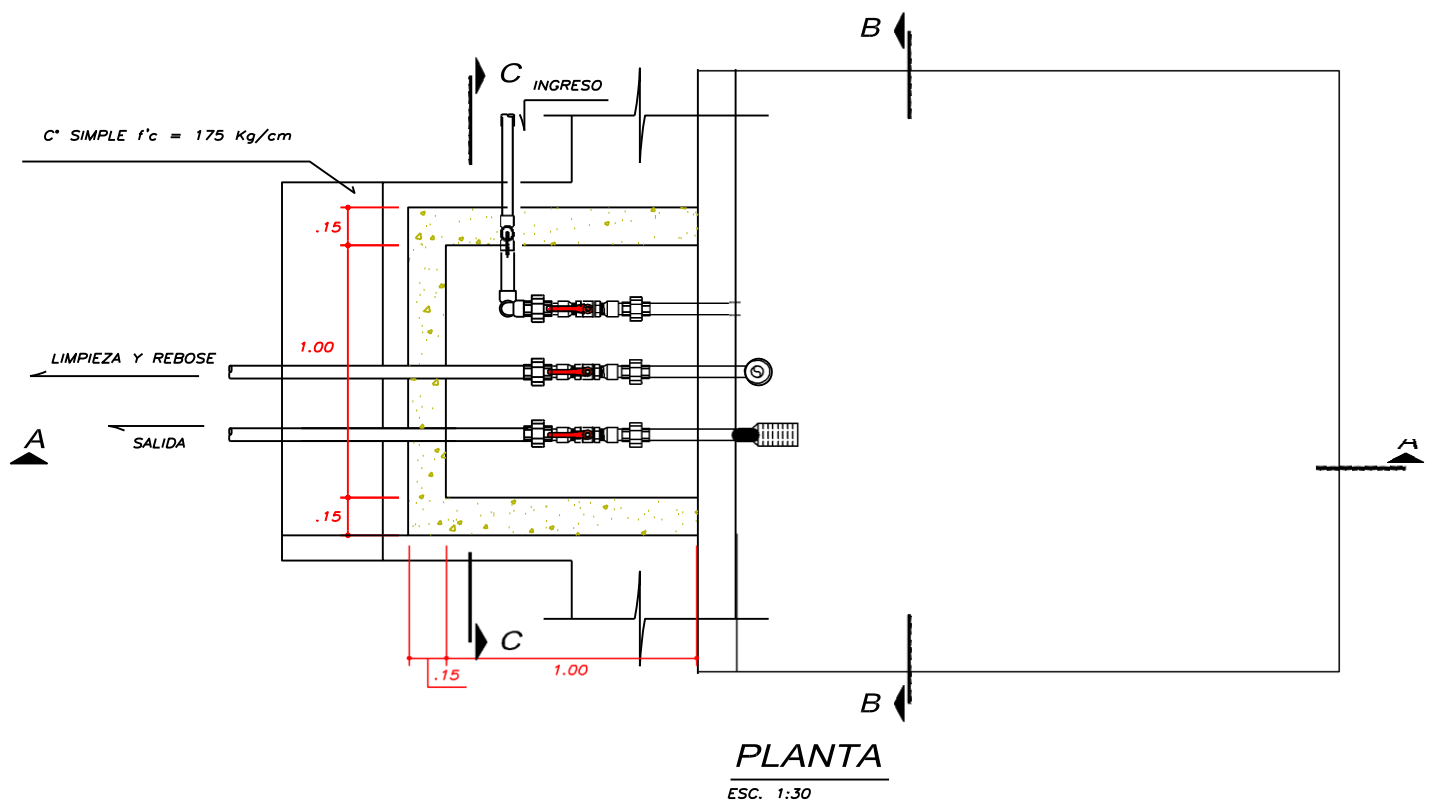 B
C
INGRESO
C° SIMPLE f'c = 175 Kg/cm
.15
1.00
LIMPIEZA Y REBOSE
SALIDA
A
A
.15
C
.15
1.00
B
PLANTA
ESC. 1:30